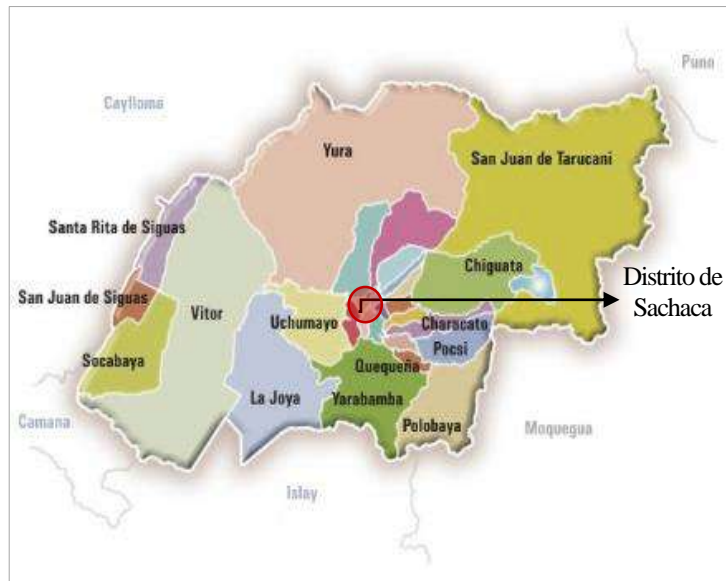 Puno
Caylloma
Yura
San Juan de Tarucani
Santa Rita de Siguas
Chiguata
Distrito de
Sachaca
San Juan de Siguas
Vitor
Uchumayo
Characato
Pocsi
Socabaya
Quequeña
La Joya
Yarabamba
Polobaya
Camana
Moquegua
Islay